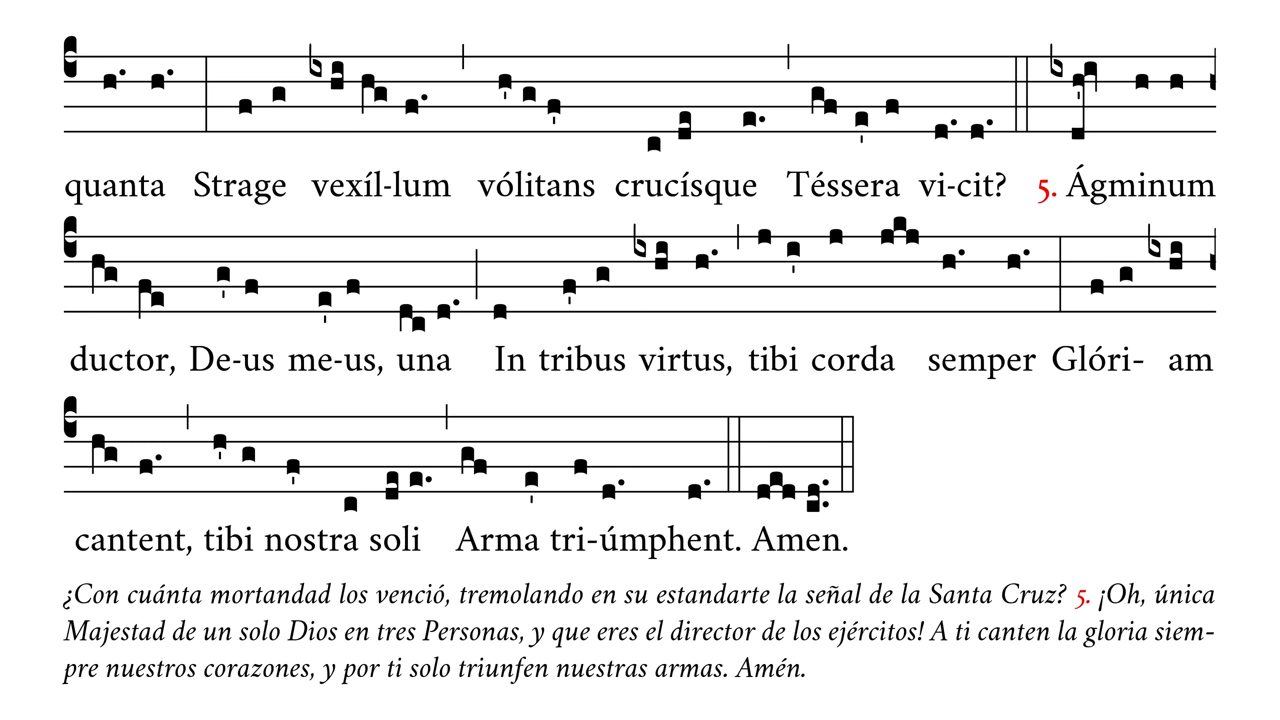 quanta Strage vexíl-lum vólitans crucísque Téssera vi-cit? 5. Ágminum
ductor, De-us me-us, una In tribus virtus, tibi corda semper Glóri- am
cantent, tibi nostra soli Arma tri-úmphent. Amen.
¿Con cuánta mortandad los venció, tremolando en su estandarte la señal de la Santa Cruz? 5. ¡Oh, única
Majestad de un solo Dios en tres Personas, y que eres el director de los ejércitos! A ti canten la gloria siem-
pre nuestros corazones, y por ti solo triunfen nuestras armas. Amén.